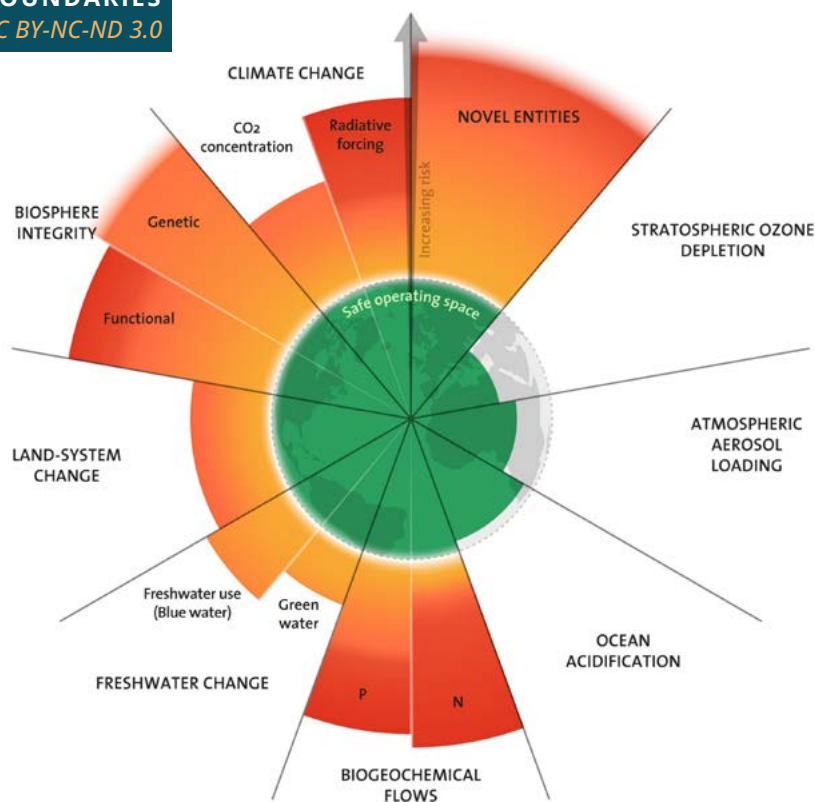 OUNDARIES
C BY-NC-ND 3.0
CLIMATE CHANGE
CO2
concentration
Radiative
forcing
NOVEL ENTITIES
Increasing risk
BIOSPHERE
INTEGRITY
Genetic
Functional
STRATOSPHERIC OZONE
DEPLETION
Safe operating space
ATMOSPHERIC
AEROSOL
LOADING
LAND-SYSTEM
CHANGE
Freshwater use
(Blue water)
Green
water
OCEAN
ACIDIFICATION
FRESHWATER CHANGE
P
N
BIOGEOCHEMICAL
FLOWS